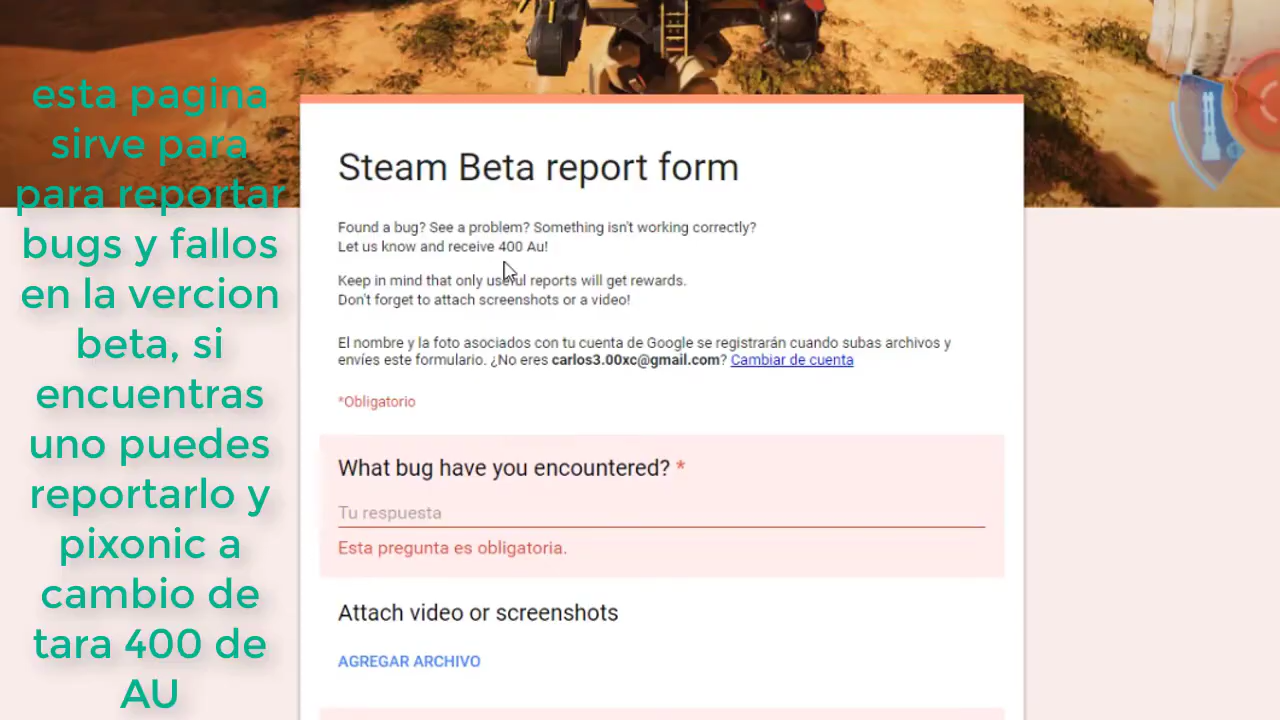 esta pagina
sirve para
para reportar
bugs y fallos
en la vercion
beta, si
encuentras
uno puedes
reportarlo y
pixonic a
cambio de
tara 400 de
AU
Steam Beta report form
Found a bug? See a problem? Something isn't working correctly?
Let us know and receive 400 Au!
Keep in mind that only useful reports will get rewards.
Don't forget to attach screenshots or a video!
El nombre y la foto asociados con tu cuenta de Google se registrarán cuando subas archivos y
envíes este formulario. ¿No eres carlos3.00xc@gmail.com? Cambiar de cuenta
*Obligatorio
What bug have you encountered? *
Tu respuesta
Esta pregunta es obligatoria.
Attach video or screenshots
AGREGAR ARCHIVO